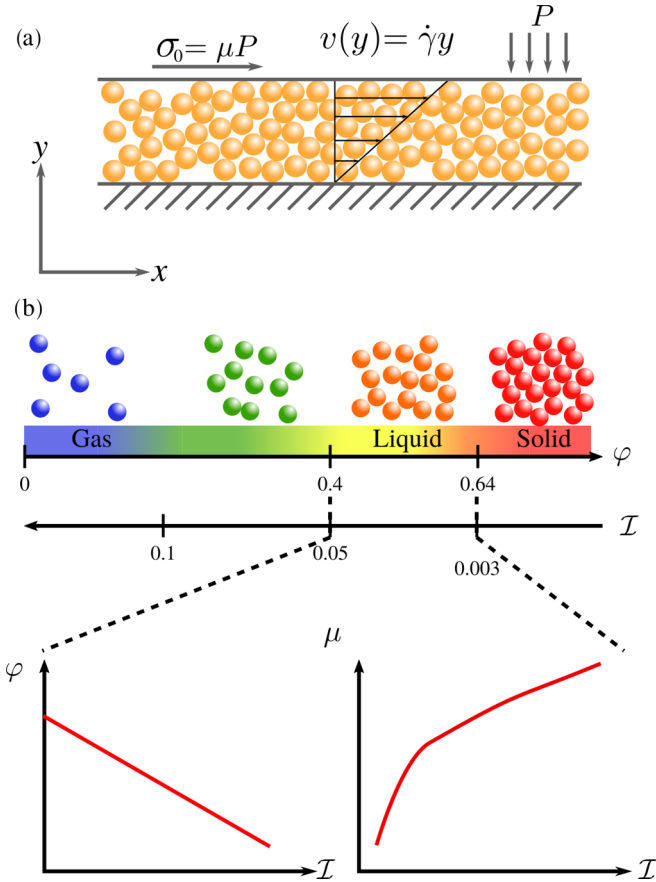 (a)
σ₀= μP
v(y)= γ̇y
P
y
x
(b)
Gas
Liquid
Solid
φ
0
0.4
0.64
ℐ
0.1
0.05
0.003
φ
μ
ℐ
ℐ